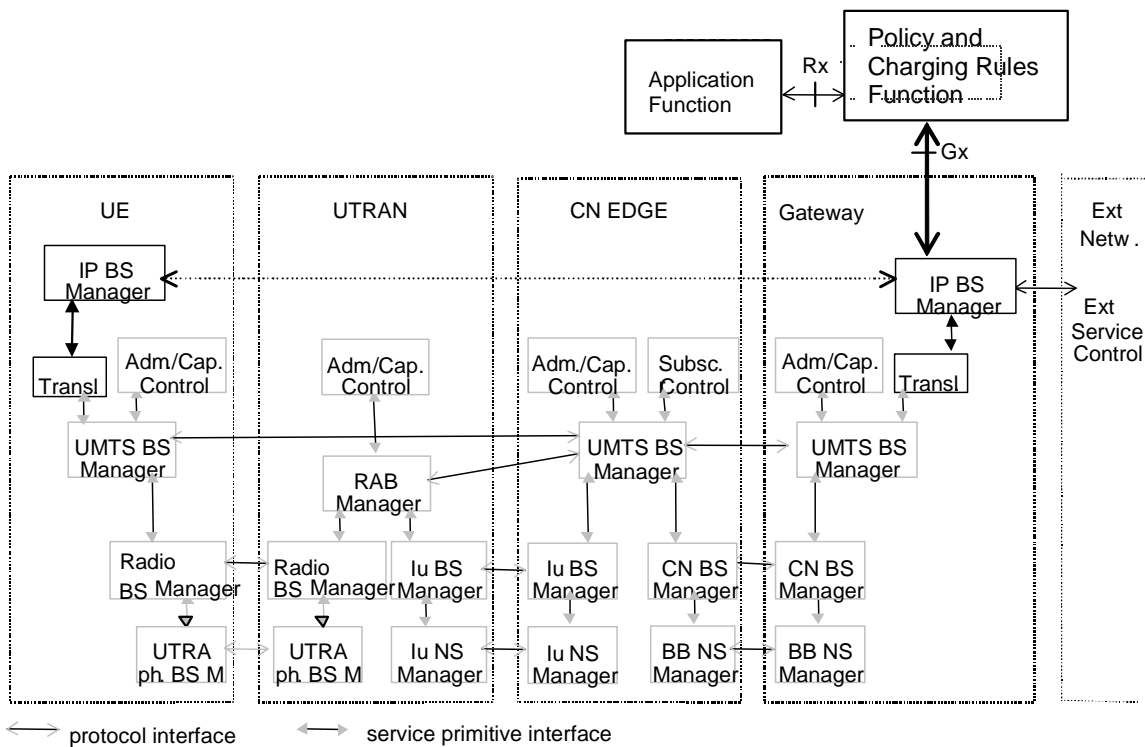 Policy and
Charging Rules
Function
Rx
Application
Function
Gx
UE
UTRAN
CN EDGE
Gateway
Ext
Netw .
IP BS
Manager
IP BS
Manager
Ext
Service
Control
Transl
Adm./Cap.
Control
Adm/Cap.
Control
Adm./Cap.
Control
Subsc.
Control
Adm/Cap.
Control
Transl
UMTS BS
Manager
UMTS BS
Manager
UMTS BS
Manager
RAB
Manager
Radio
BS Manager
Radio
BS Manager
Iu BS
Manager
Iu BS
Manager
CN BS
Manager
CN BS
Manager
UTRA
ph. BS M
UTRA
ph. BS M
Iu NS
Manager
Iu NS
Manager
BB NS
Manager
BB NS
Manager
protocol interface
service primitive interface